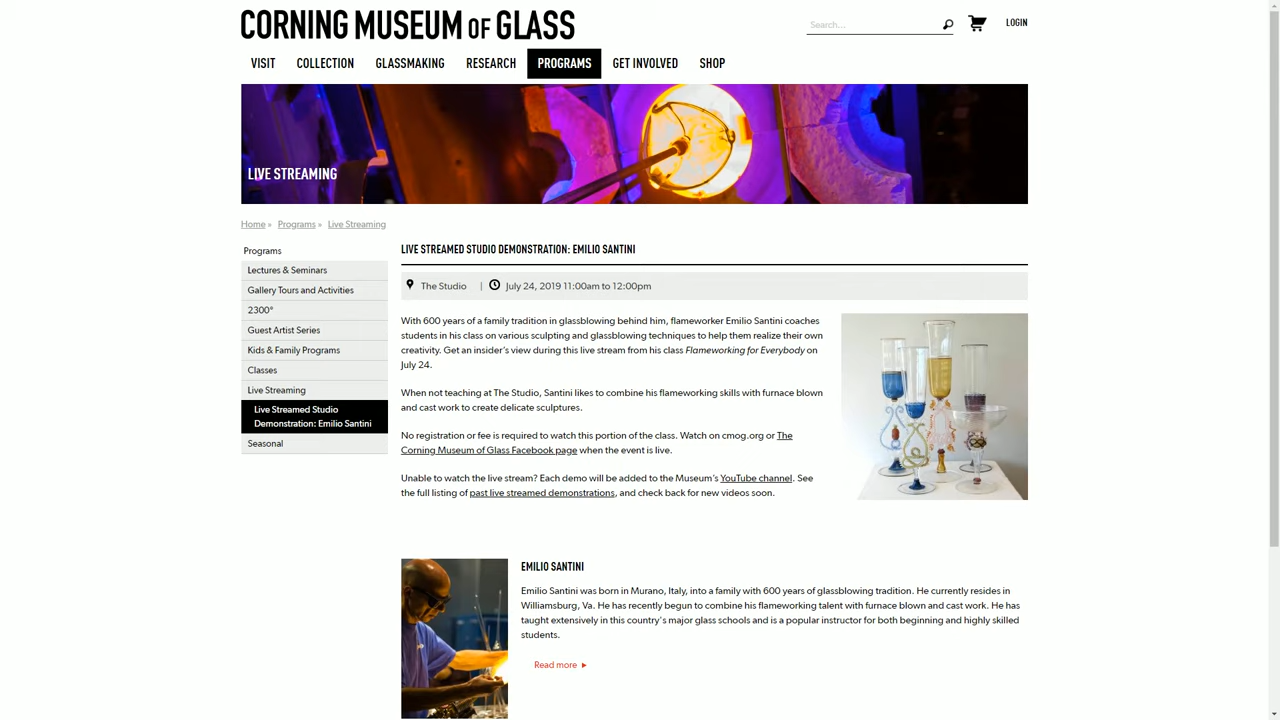 CORNING MUSEUM OF GLASS
Search...
LOGIN
VISIT COLLECTION GLASSMAKING RESEARCH PROGRAMS GET INVOLVED SHOP
LIVE STREAMING
Home » Programs » Live Streaming
Programs
Lectures & Seminars
Gallery Tours and Activities
2300°
Guest Artist Series
Kids & Family Programs
Classes
Live Streaming
Live Streamed Studio
Demonstration: Emilio Santini
Seasonal
LIVE STREAMED STUDIO DEMONSTRATION: EMILIO SANTINI
The Studio | July 24, 2019 11:00am to 12:00pm
With 600 years of a family tradition in glassblowing behind him, flameworker Emilio Santini coaches
students in his class on various sculpting and glassblowing techniques to help them realize their own
creativity. Get an insider's view during this live stream from his class Flameworking for Everybody on
July 24.
When not teaching at The Studio, Santini likes to combine his flameworking skills with furnace blown
and cast work to create delicate sculptures.
No registration or fee is required to watch this portion of the class. Watch on cmog.org or The
Corning Museum of Glass Facebook page when the event is live.
Unable to watch the live stream? Each demo will be added to the Museum's YouTube channel. See
the full listing of past live streamed demonstrations, and check back for new videos soon.
EMILIO SANTINI
Emilio Santini was born in Murano, Italy, into a family with 600 years of glassblowing tradition. He currently resides in
Williamsburg, Va. He has recently begun to combine his flameworking talent with furnace blown and cast work. He has
taught extensively in this country's major glass schools and is a popular instructor for both beginning and highly skilled
students.
Read more